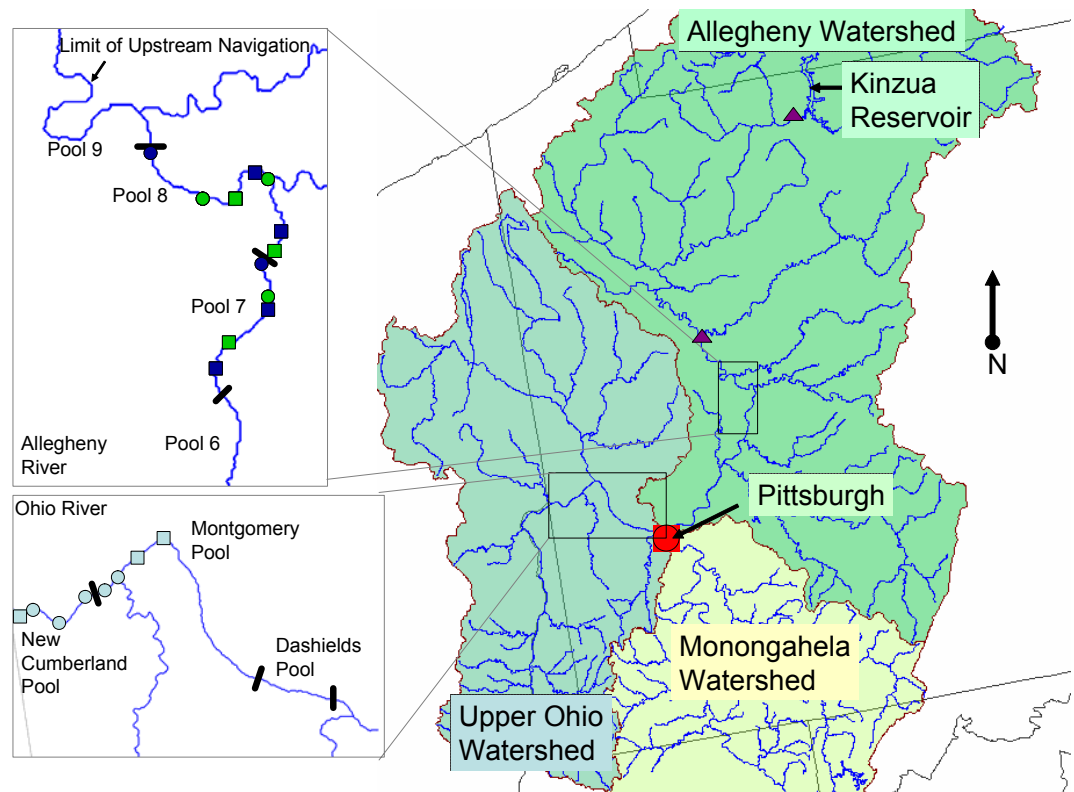 Limit of Upstream Navigation
Pool 9
Pool 8
Pool 7
Pool 6
Allegheny
River
Ohio River
Montgomery
Pool
New
Cumberland
Pool
Dashields
Pool
Allegheny Watershed
Kinzua
Reservoir
N
Pittsburgh
Monongahela
Watershed
Upper Ohio
Watershed